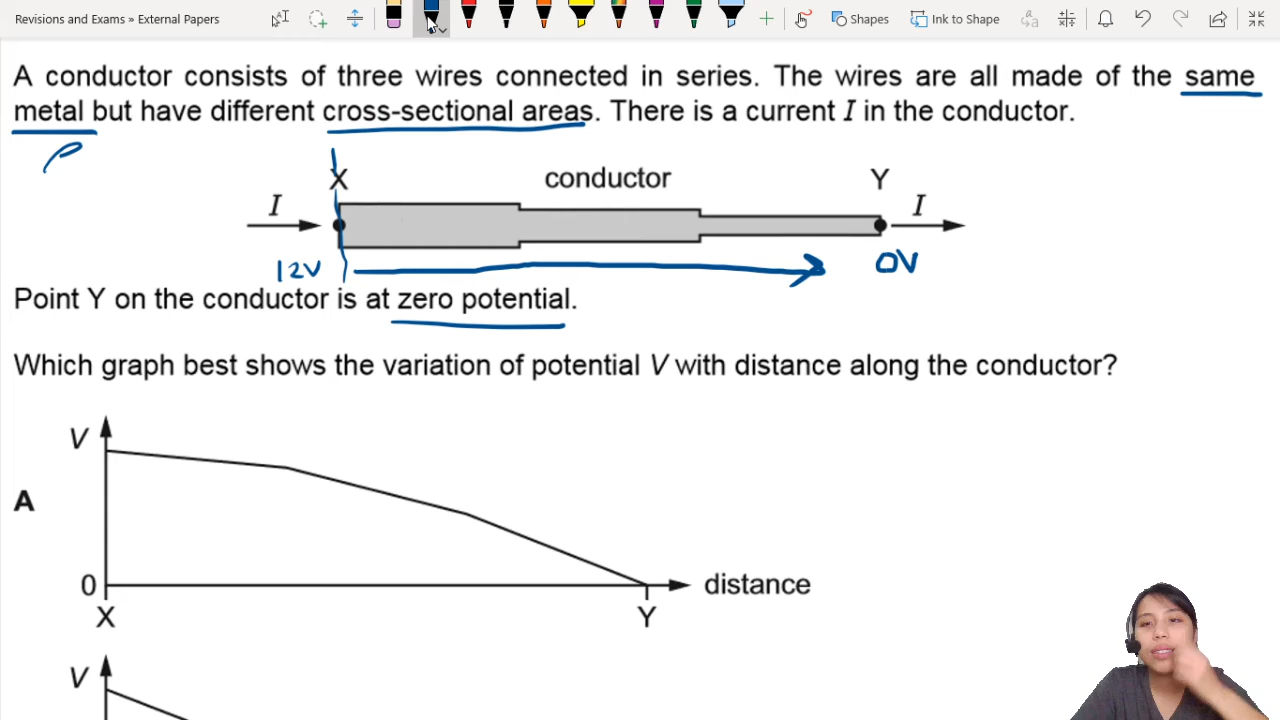 Revisions and Exams » External Papers
Shapes
Ink to Shape
A conductor consists of three wires connected in series. The wires are all made of the same
metal but have different cross-sectional areas. There is a current I in the conductor.
ρ
X conductor Y
I I
12V 0V
Point Y on the conductor is at zero potential.
Which graph best shows the variation of potential V with distance along the conductor?
V
A
0 distance
X Y
V